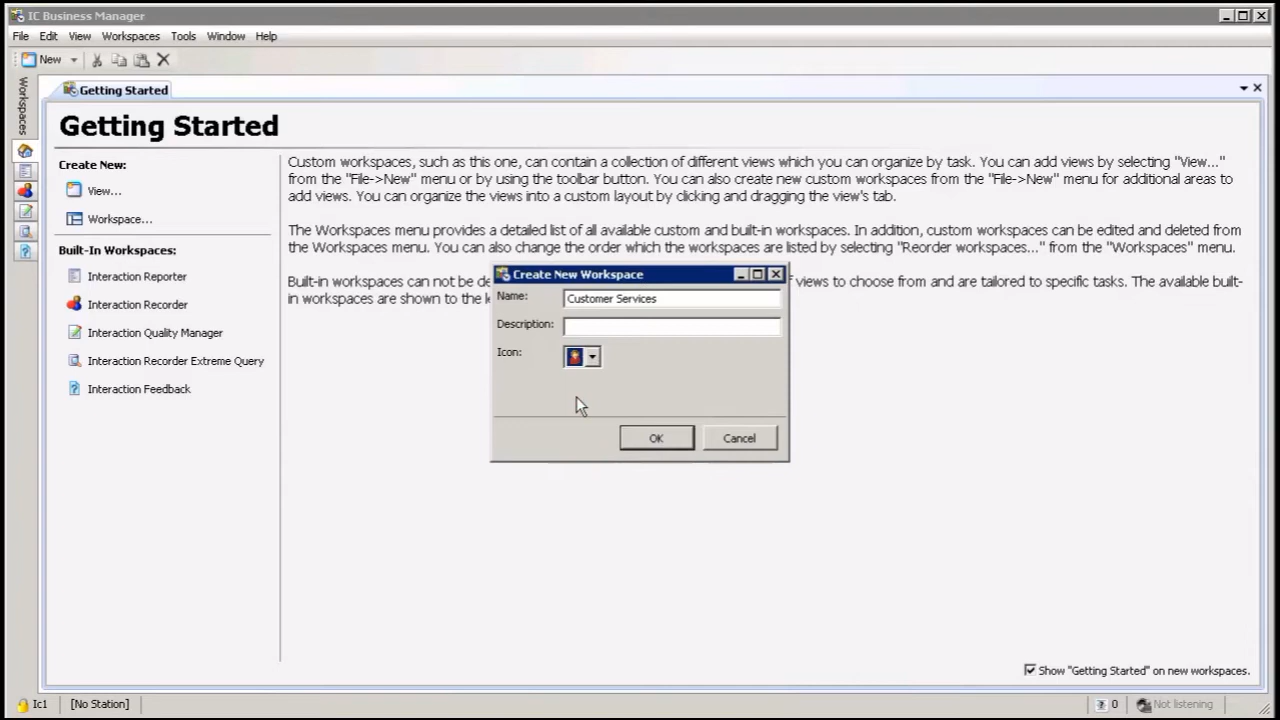 IC Business Manager
File Edit View Workspaces Tools Window Help
New
Workspaces
Getting Started
Getting Started
Create New:
View...
Workspace...
Built-In Workspaces:
Interaction Reporter
Interaction Recorder
Interaction Quality Manager
Interaction Recorder Extreme Query
Interaction Feedback
Custom workspaces, such as this one, can contain a collection of different views which you can organize by task. You can add views by selecting "View..."
from the "File->New" menu or by using the toolbar button. You can also create new custom workspaces from the "File->New" menu for additional areas to
add views. You can organize the views into a custom layout by clicking and dragging the view's tab.
The Workspaces menu provides a detailed list of all available custom and built-in workspaces. In addition, custom workspaces can be edited and deleted from
the Workspaces menu. You can also change the order which the workspaces are listed by selecting "Reorder workspaces..." from the "Workspaces" menu.
Built-in workspaces can not be de views to choose from and are tailored to specific tasks. The available built-
in workspaces are shown to the le
Create New Workspace
Name: Customer Services
Description:
Icon:
OK Cancel
Show "Getting Started" on new workspaces.
Ic1 [No Station] 0 Not listening